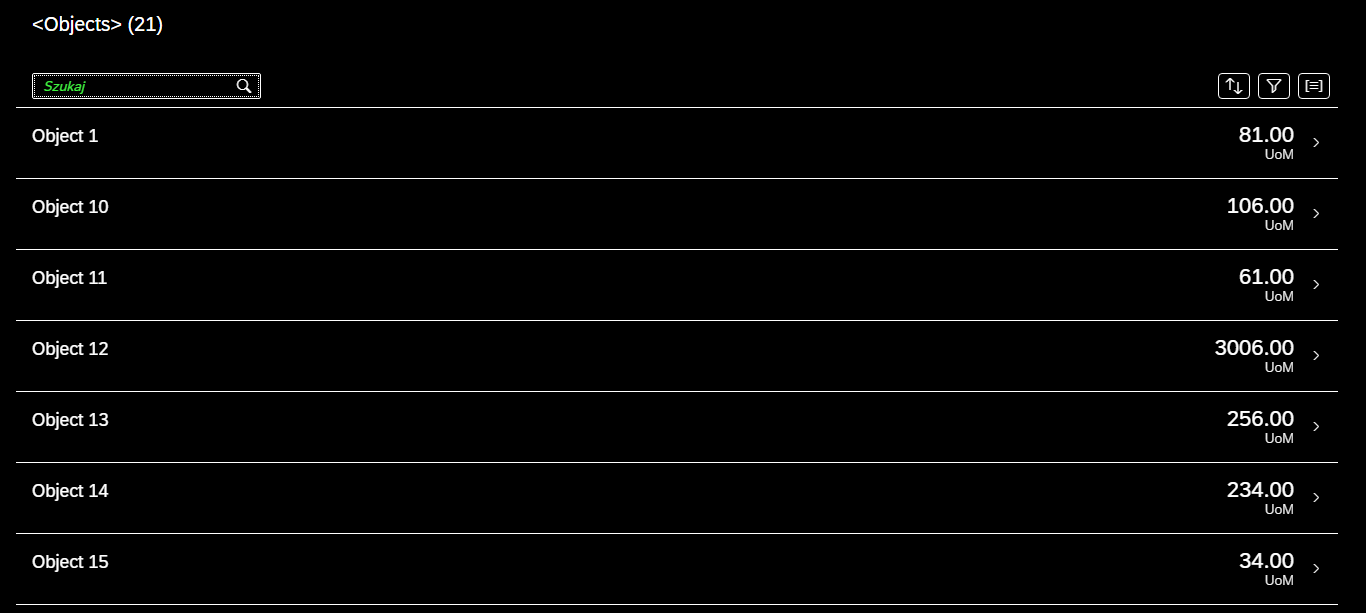 <Objects> (21)
Szukaj
Object 1
81.00
UoM
Object 10
106.00
UoM
Object 11
61.00
UoM
Object 12
3006.00
UoM
Object 13
256.00
UoM
Object 14
234.00
UoM
Object 15
34.00
UoM